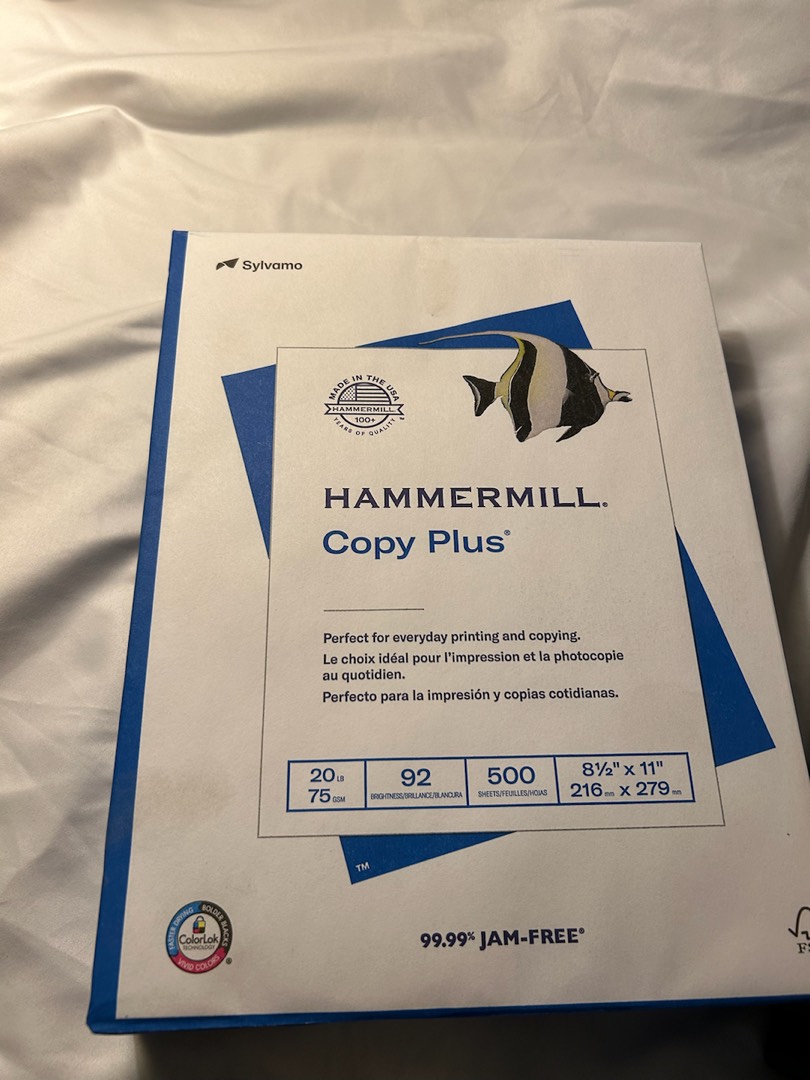 Sylvamo
MADE IN THE USA
HAMMERMILL
100+
YEARS OF QUALITY
HAMMERMILL®
Copy Plus®
Perfect for everyday printing and copying.
Le choix idéal pour l'impression et la photocopie
au quotidien.
Perfecto para la impresión y copias cotidianas.
20 LB
75 GSM
92
BRIGHTNESS/BRILLANCE/BLANCURA
500
SHEETS/FEUILLES/HOJAS
8½" x 11"
216 mm x 279 mm
TM
FASTER DRYING
BOLDER BLACKS
ColorLok
TECHNOLOGY
VIVID COLORS
®
99.99% JAM-FREE®